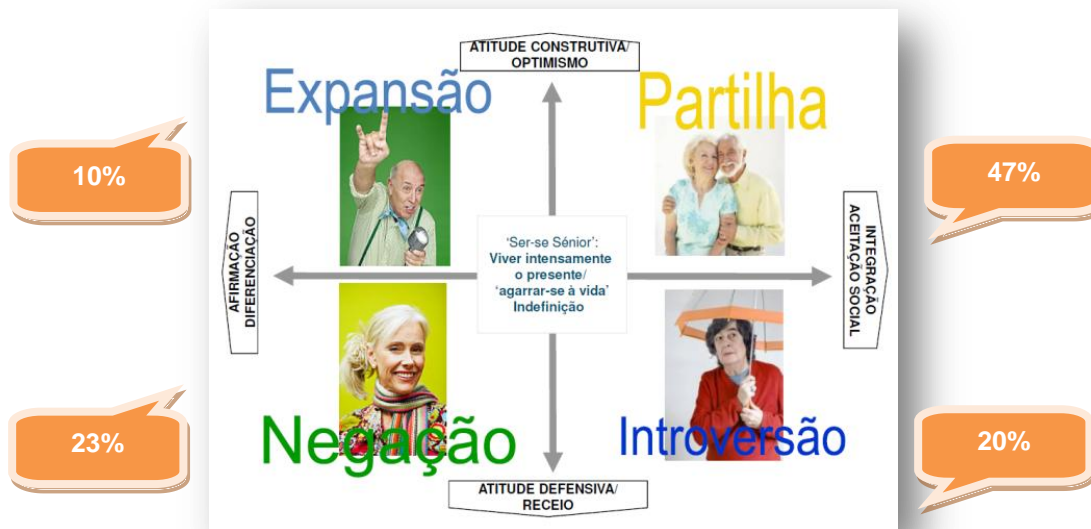 ATITUDE CONSTRUTIVA/
OPTIMISMO
Expansão
Partilha
10%
47%
AFIRMAÇÃO
DIFERENCIAÇÃO
'Ser-se Sénior':
Viver intensamente
o presente/
'agarrar-se à vida'
Indefinição
INTEGRAÇÃO
ACEITAÇÃO SOCIAL
23%
Negação
Introversão
20%
ATITUDE DEFENSIVA/
RECEIO